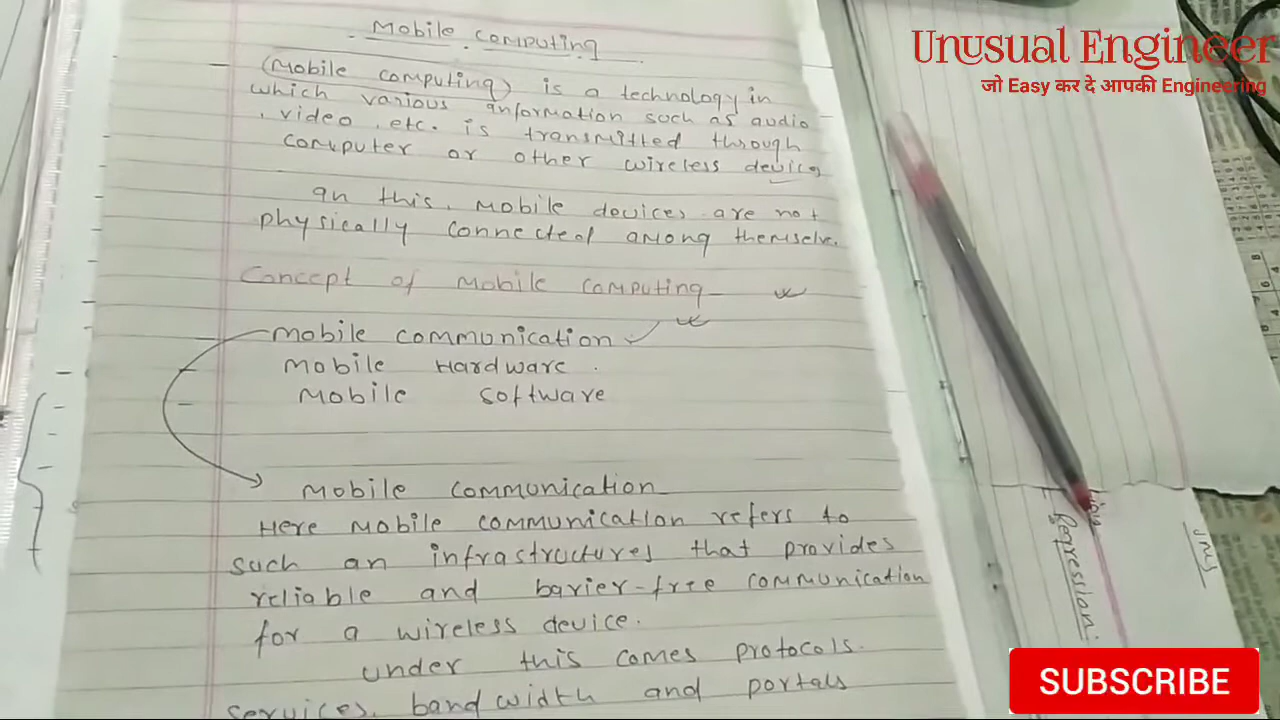 Mobile Computing
(Mobile computing) is a technology in
which various information such as audio
, video, etc. is transmitted through
computer or other wireless devices
In this, mobile devices are not
physically connected among themselve.
Concept of mobile computing
mobile communication
mobile Hardware.
mobile software
mobile communication
Here mobile communication refers to
such an infrastructures that provides
reliable and barier-free communication
for a wireless device.
under this comes protocols.
services, bandwidth and portals
Unusual Engineer
जो Easy कर दे आपकी Engineering
Regression:
SUBSCRIBE